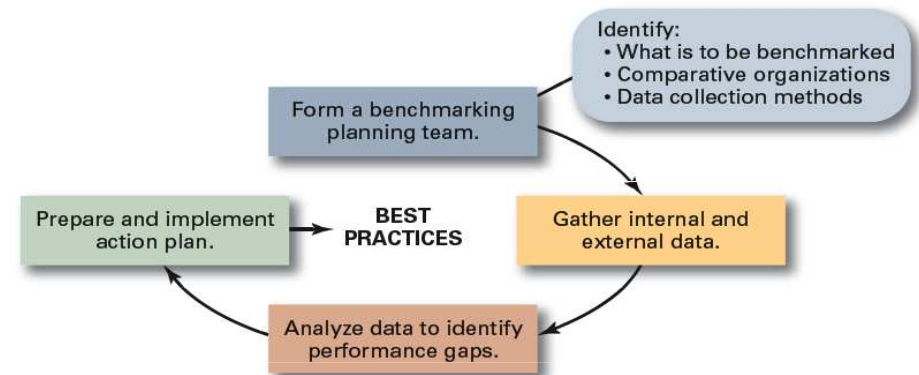 Identify:
• What is to be benchmarked
• Comparative organizations
• Data collection methods
Form a benchmarking
planning team.
Prepare and implement
action plan.
BEST
PRACTICES
Gather internal and
external data.
Analyze data to identify
performance gaps.